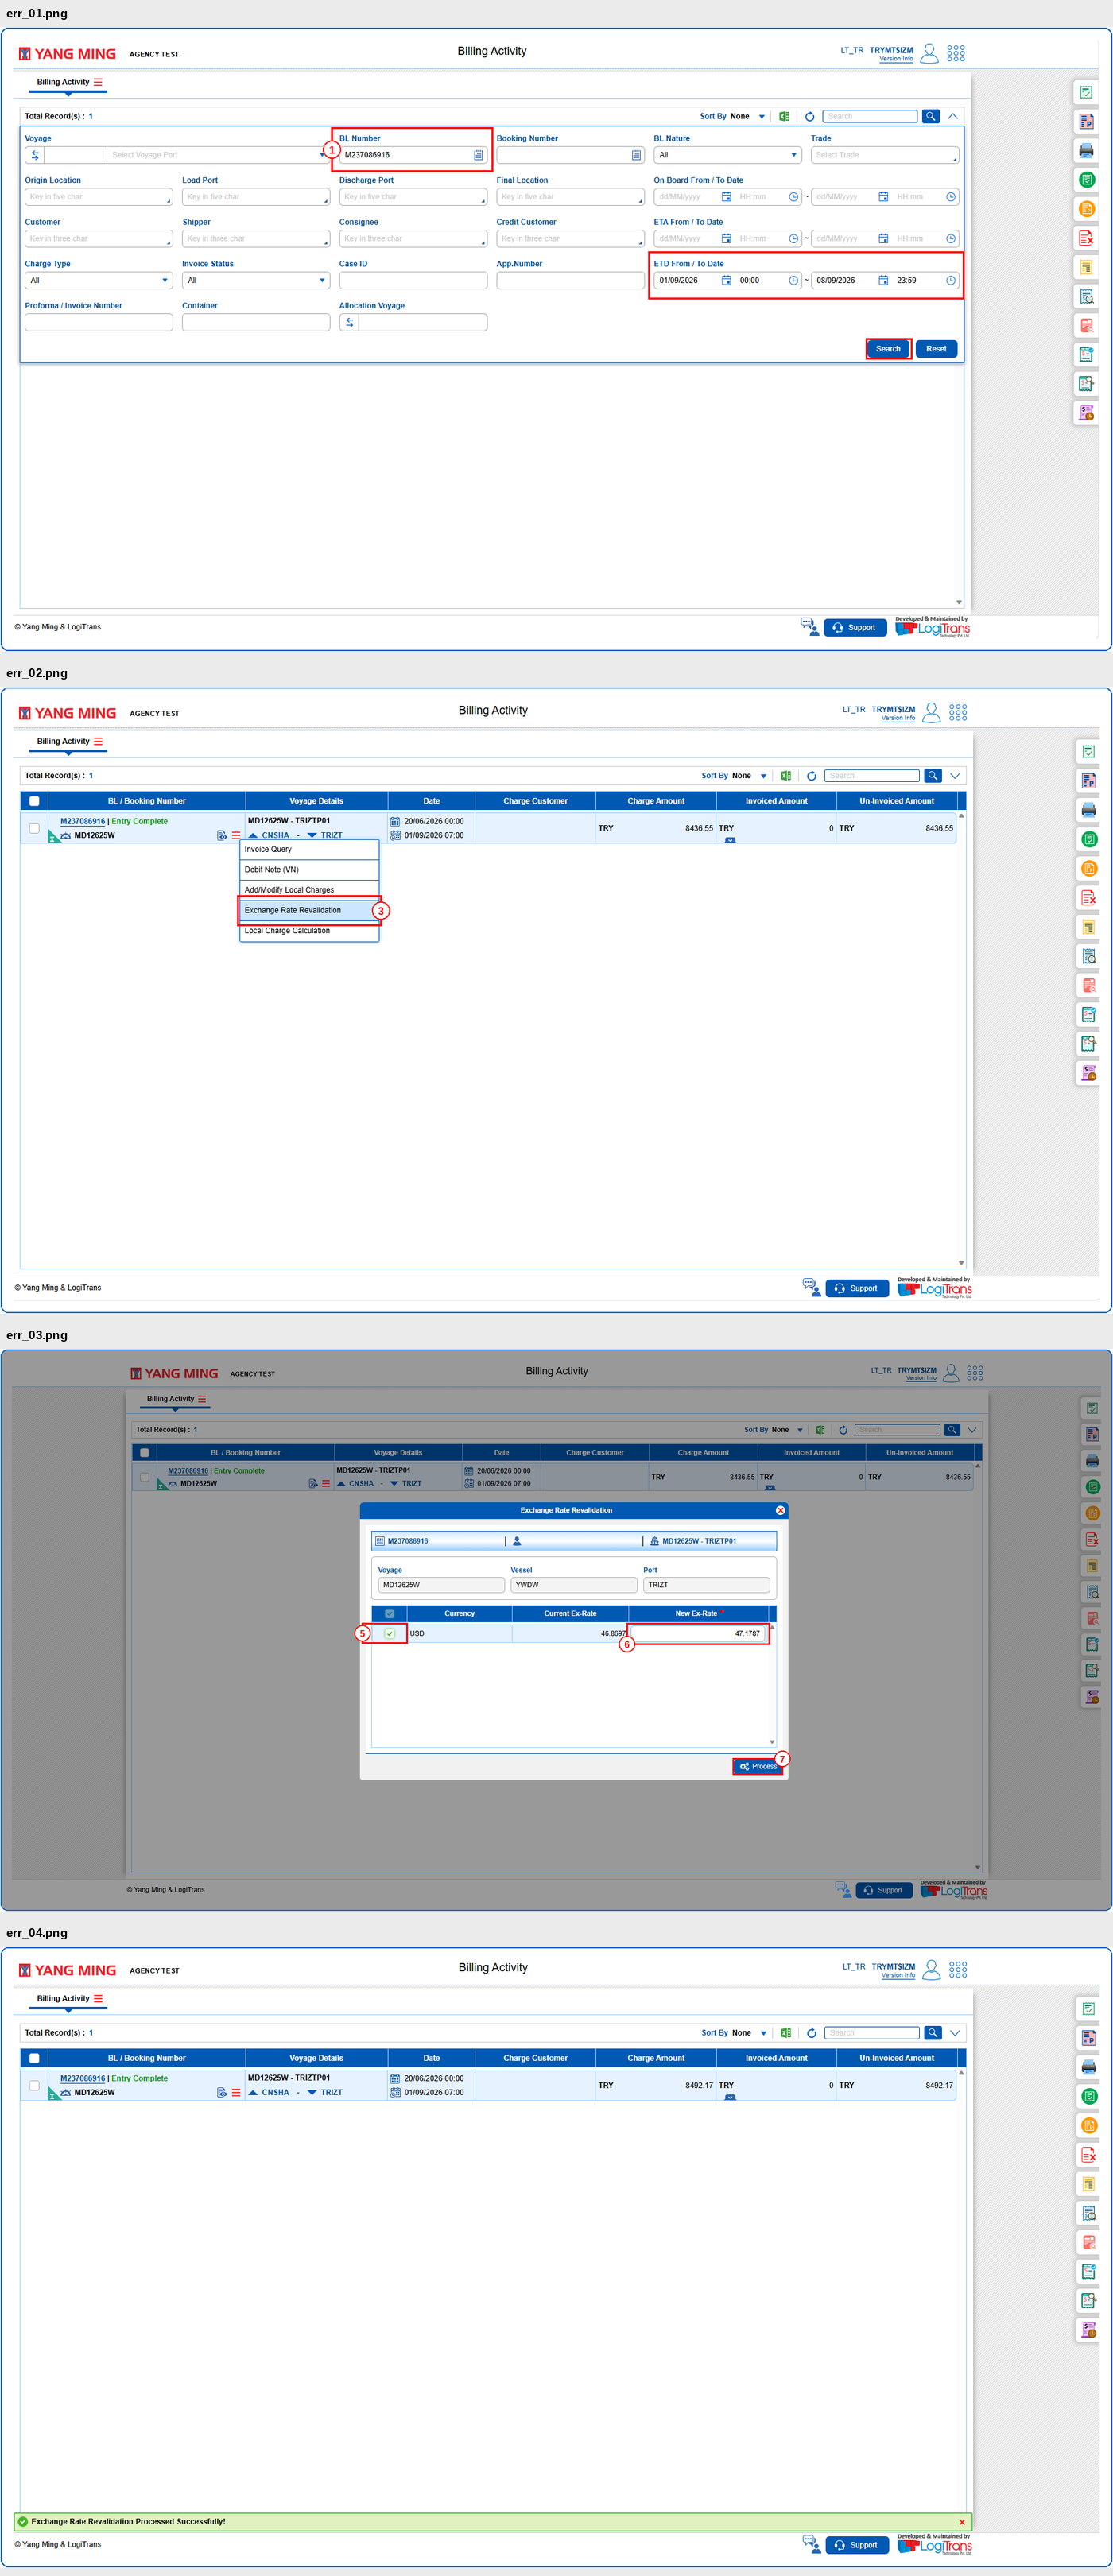 err_01.png
YANG MING AGENCY TEST
Billing Activity
LT_TR TRYMT$IZM
Version Info
Billing Activity
Total Record(s) : 1
Sort By None
Search
Voyage
BL Number
Booking Number
BL Nature
Trade
Select Voyage Port
1
M237086916
All
Select Trade
Origin Location
Load Port
Discharge Port
Final Location
On Board From / To Date
Key in five char
Key in five char
Key in five char
Key in five char
dd/MM/yyyy HH:mm ~ dd/MM/yyyy HH:mm
Customer
Shipper
Consignee
Credit Customer
ETA From / To Date
Key in three char
Key in three char
Key in three char
Key in three char
dd/MM/yyyy HH:mm ~ dd/MM/yyyy HH:mm
Charge Type
Invoice Status
Case ID
App.Number
ETD From / To Date
All
All
01/09/2026 00:00 ~ 08/09/2026 23:59
Proforma / Invoice Number
Container
Allocation Voyage
Search
Reset
© Yang Ming & LogiTrans
Support
Developed & Maintained by
LogiTrans
Technology Pvt. Ltd
err_02.png
YANG MING AGENCY TEST
Billing Activity
LT_TR TRYMT$IZM
Version Info
Billing Activity
Total Record(s) : 1
Sort By None
Search
BL / Booking Number
Voyage Details
Date
Charge Customer
Charge Amount
Invoiced Amount
Un-Invoiced Amount
M237086916 | Entry Complete
MD12625W
MD12625W - TRIZTP01
CNSHA - TRIZT
20/06/2026 00:00
01/09/2026 07:00
TRY 8436.55
TRY 0
TRY 8436.55
Invoice Query
Debit Note (VN)
Add/Modify Local Charges
Exchange Rate Revalidation
3
Local Charge Calculation
© Yang Ming & LogiTrans
Support
Developed & Maintained by
LogiTrans
Technology Pvt. Ltd
err_03.png
YANG MING AGENCY TEST
Billing Activity
LT_TR TRYMT$IZM
Version Info
Billing Activity
Total Record(s) : 1
Sort By None
Search
BL / Booking Number
Voyage Details
Date
Charge Customer
Charge Amount
Invoiced Amount
Un-Invoiced Amount
M237086916 | Entry Complete
MD12625W
MD12625W - TRIZTP01
CNSHA - TRIZT
20/06/2026 00:00
01/09/2026 07:00
TRY 8436.55
TRY 0
TRY 8436.55
Exchange Rate Revalidation
M237086916
MD12625W - TRIZTP01
Voyage
Vessel
Port
MD12625W
YWDW
TRIZT
Currency
Current Ex-Rate
New Ex-Rate *
5
USD
46.8697
47.1787
6
7
Process
© Yang Ming & LogiTrans
Support
Developed & Maintained by
LogiTrans
Technology Pvt. Ltd
err_04.png
YANG MING AGENCY TEST
Billing Activity
LT_TR TRYMT$IZM
Version Info
Billing Activity
Total Record(s) : 1
Sort By None
Search
BL / Booking Number
Voyage Details
Date
Charge Customer
Charge Amount
Invoiced Amount
Un-Invoiced Amount
M237086916 | Entry Complete
MD12625W
MD12625W - TRIZTP01
CNSHA - TRIZT
20/06/2026 00:00
01/09/2026 07:00
TRY 8492.17
TRY 0
TRY 8492.17
Exchange Rate Revalidation Processed Successfully!
© Yang Ming & LogiTrans
Support
Developed & Maintained by
LogiTrans
Technology Pvt. Ltd